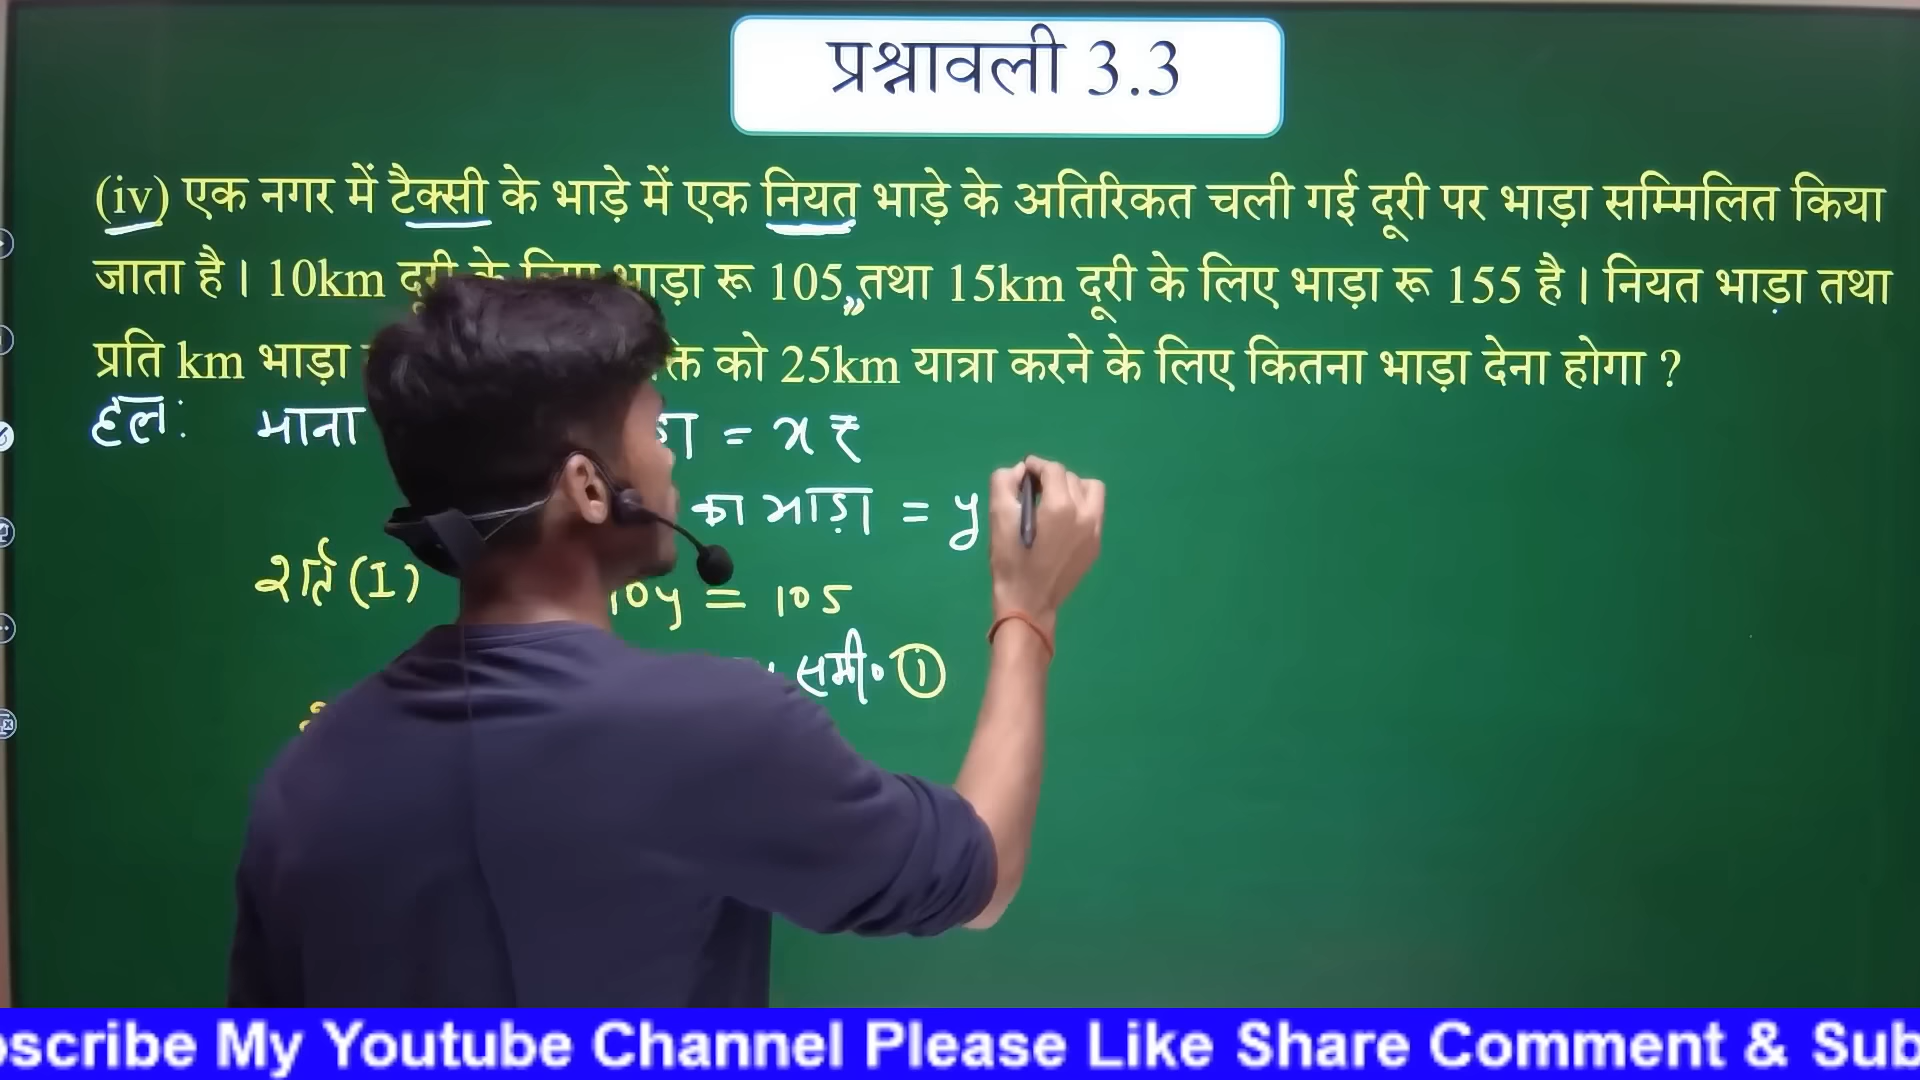 प्रश्नावली 3.3
(iv) एक नगर में टैक्सी के भाड़े में एक नियत भाड़े के अतिरिकत चली गई दूरी पर भाड़ा सम्मिलित किया
जाता है। 10km दूरी के लिए भाड़ा रू 105,, तथा 15km दूरी के लिए भाड़ा रू 155 है। नियत भाड़ा तथा
प्रति km भाड़ा को 25km यात्रा करने के लिए कितना भाड़ा देना होगा ?
हल: माना = x ₹
का भाड़ा = y
शर्त (I) 10y = 105
समी० ①
bscribe My Youtube Channel Please Like Share Comment & Sub